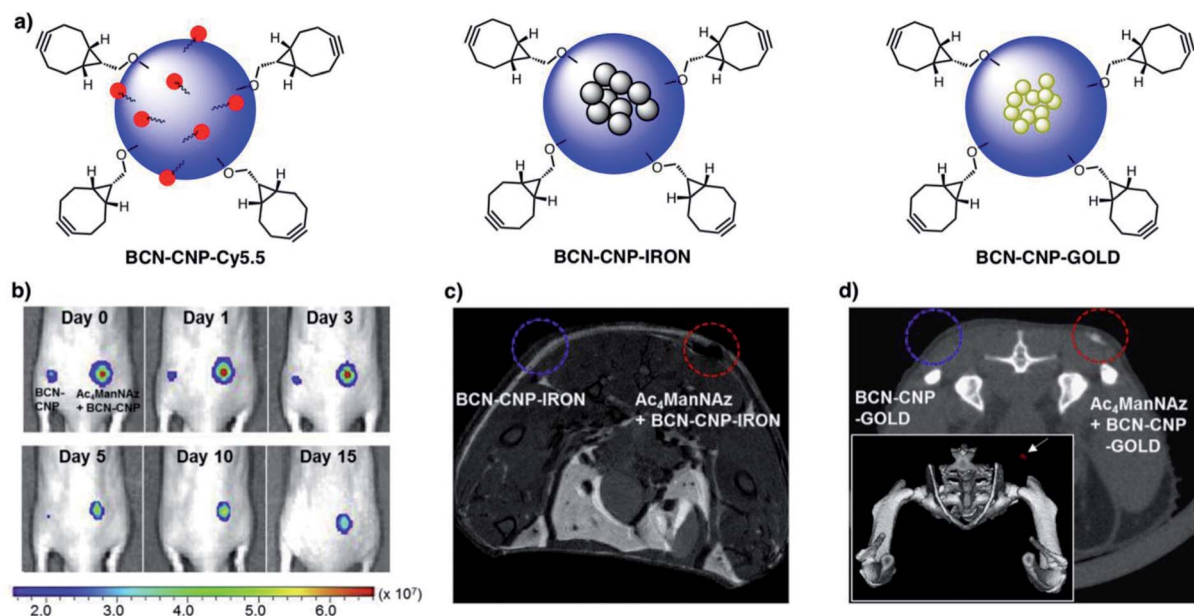 a)
H
H
O
O
H
H
O
O
H
H
H
H
BCN-CNP-Cy5.5
H
H
O
O
H
H
O
O
H
H
H
H
BCN-CNP-IRON
H
H
O
O
H
H
O
O
H
H
H
H
BCN-CNP-GOLD
b)
Day 0
Day 1
Day 3
BCN-
CNP
Ac₄ManNAz
+ BCN-CNP
Day 5
Day 10
Day 15
2.0 3.0 4.0 5.0 6.0 (x 10⁷)
c)
BCN-CNP-IRON
Ac₄ManNAz
+ BCN-CNP-IRON
d)
BCN-CNP
-GOLD
Ac₄ManNAz
+ BCN-CNP
-GOLD